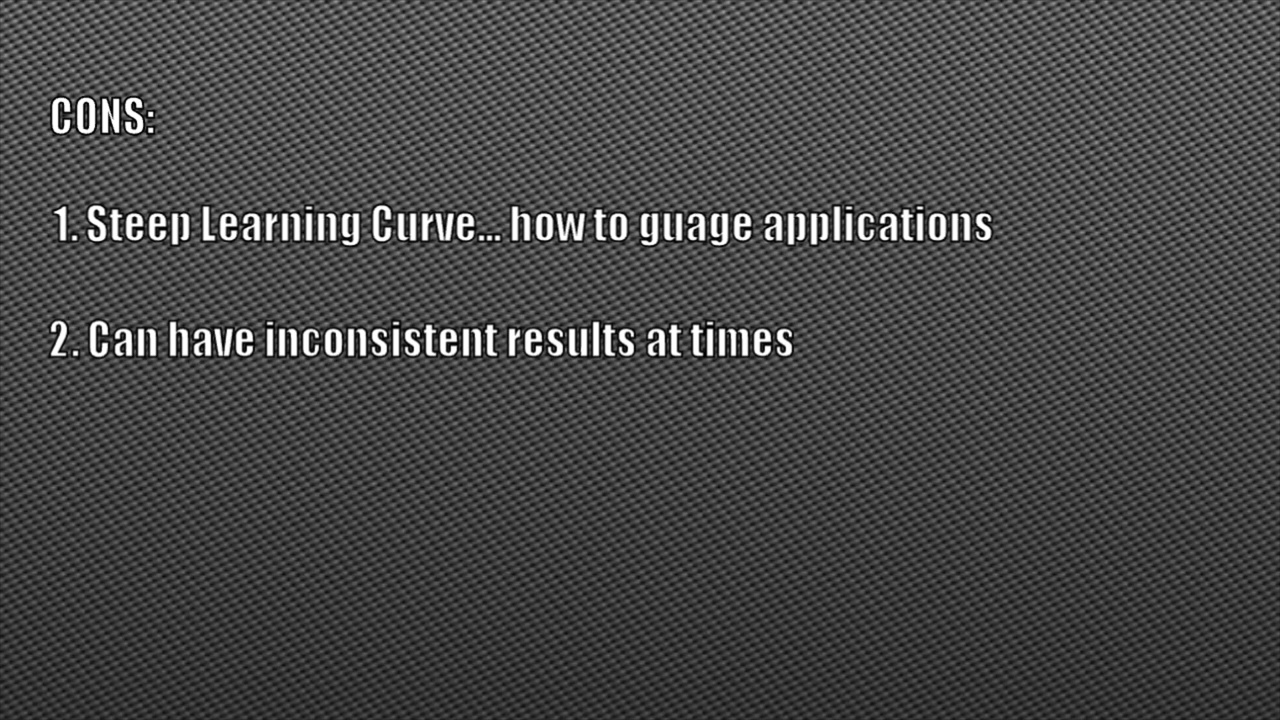 CONS:
1. Steep Learning Curve... how to guage applications
2. Can have inconsistent results at times